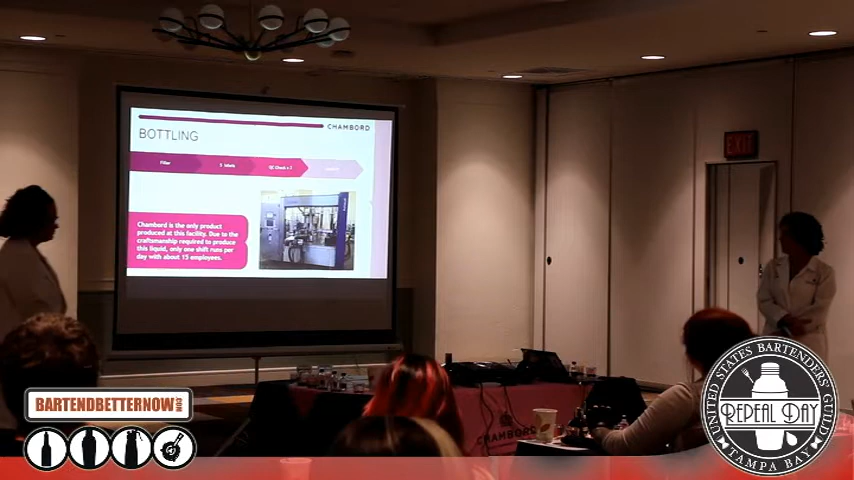 CHAMBORD
BOTTLING
Filler
QC Check x 2
Chambord is the only product
produced at this facility. Due to the
craftsmanship required to produce
this liquid, only one shift runs per
day with about 15 employees.
EXIT
CHAMBORD
BARTENDBETTERNOW.COM
UNITED STATES BARTENDERS' GUILD
REPEAL DAY
TAMPA BAY